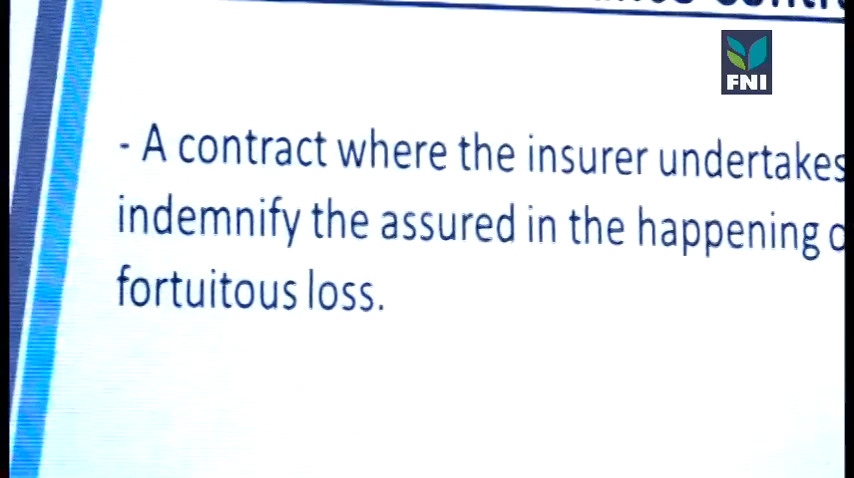 FNI
- A contract where the insurer undertakes
indemnify the assured in the happening
fortuitous loss.